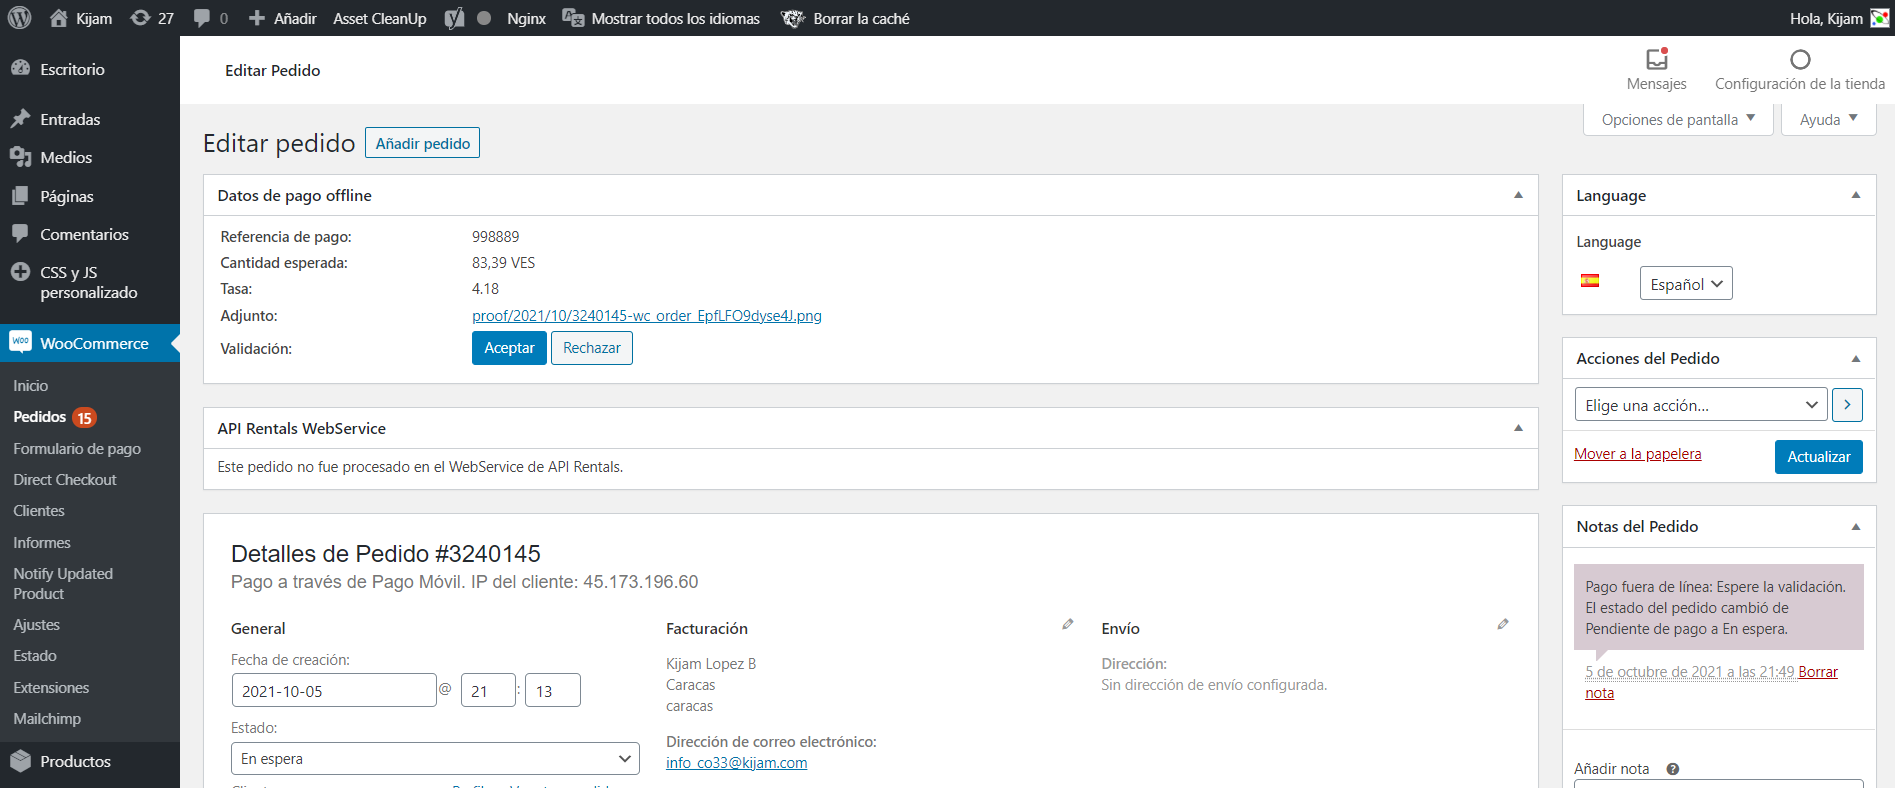 Kijam
27
0
Añadir
Asset CleanUp
Nginx
Mostrar todos los idiomas
Borrar la caché
Hola, Kijam
Escritorio
Entradas
Medios
Páginas
Comentarios
CSS y JS
personalizado
WOO
WooCommerce
Inicio
Pedidos 15
Formulario de pago
Direct Checkout
Clientes
Informes
Notify Updated
Product
Ajustes
Estado
Extensiones
Mailchimp
Productos
Editar Pedido
Mensajes
Configuración de la tienda
Opciones de pantalla
Ayuda
Editar pedido
Añadir pedido
Datos de pago offline
Referencia de pago: 998889
Cantidad esperada: 83,39 VES
Tasa: 4.18
Adjunto: proof/2021/10/3240145-wc_order_EpfLFO9dyse4J.png
Validación: Aceptar Rechazar
API Rentals WebService
Este pedido no fue procesado en el WebService de API Rentals.
Detalles de Pedido #3240145
Pago a través de Pago Móvil. IP del cliente: 45.173.196.60
General
Fecha de creación:
2021-10-05 @ 21 : 13
Estado:
En espera
Facturación
Kijam Lopez B
Caracas
caracas
Dirección de correo electrónico:
info_co33@kijam.com
Envío
Dirección:
Sin dirección de envío configurada.
Language
Language
Español
Acciones del Pedido
Elige una acción...
Mover a la papelera
Actualizar
Notas del Pedido
Pago fuera de línea: Espere la validación.
El estado del pedido cambió de
Pendiente de pago a En espera.
5 de octubre de 2021 a las 21:49 Borrar
nota
Añadir nota